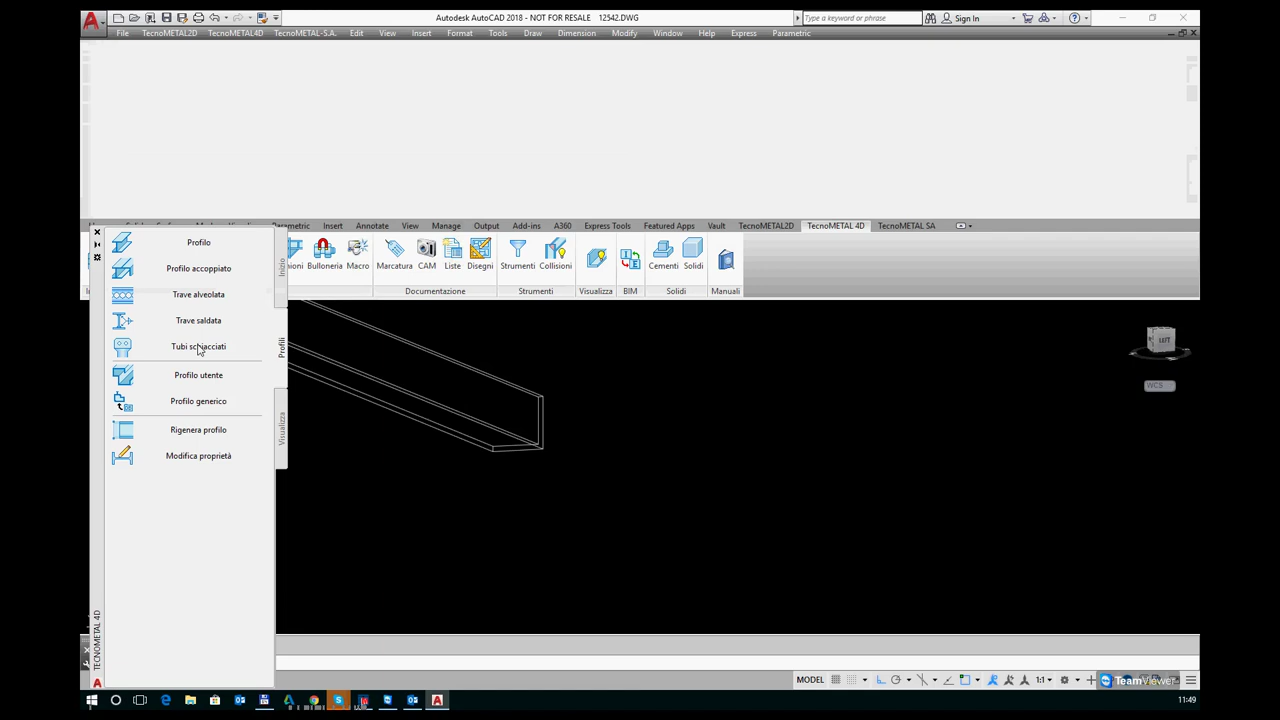 Autodesk AutoCAD 2018 - NOT FOR RESALE 12542.DWG
Type a keyword or phrase
Sign In
File TecnoMETAL2D TecnoMETAL4D TecnoMETAL-S.A. Edit View Insert Format Tools Draw Dimension Modify Window Help Express Parametric
Insert Annotate View Manage Output Add-ins A360 Express Tools Featured Apps Vault TecnoMETAL2D TecnoMETAL 4D TecnoMETAL SA
Bulloneria Macro Marcatura CAM Liste Disegni Strumenti Collisioni Cementi Solidi
Documentazione Strumenti Visualizza BIM Solidi Manuali
Profilo
Profilo accoppiato
Trave alveolata
Trave saldata
Tubi schiacciati
Profilo utente
Profilo generico
Rigenera profilo
Modifica proprietà
Inizio
Profili
Visualizza
TECNOMETAL 4D
LEFT
WCS
MODEL
1:1
TeamViewer
11:49